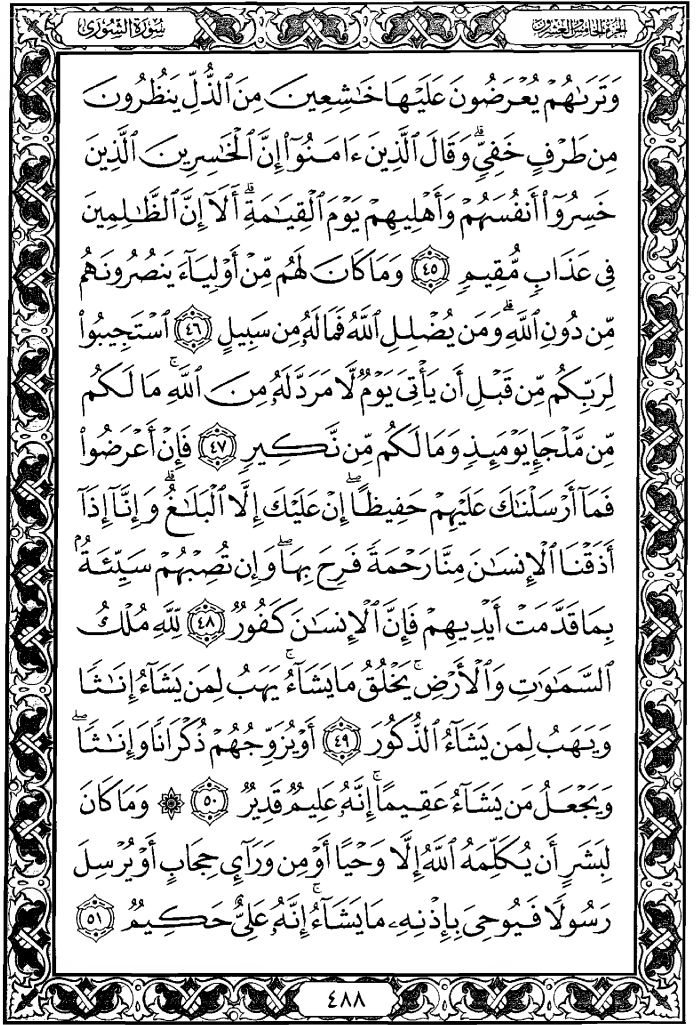 الجزء الخامس والعشرون
سورة الشورى
وَتَرَىٰهُمْ يُعْرَضُونَ عَلَيْهَا خَٰشِعِينَ مِنَ ٱلذُّلِّ يَنظُرُونَ
مِن طَرْفٍ خَفِىٍّ ۗ وَقَالَ ٱلَّذِينَ ءَامَنُوٓا۟ إِنَّ ٱلْخَٰسِرِينَ ٱلَّذِينَ
خَسِرُوٓا۟ أَنفُسَهُمْ وَأَهْلِيهِمْ يَوْمَ ٱلْقِيَٰمَةِ ۗ أَلَآ إِنَّ ٱلظَّٰلِمِينَ
فِى عَذَابٍ مُّقِيمٍ ٤٥ وَمَا كَانَ لَهُم مِّنْ أَوْلِيَآءَ يَنصُرُونَهُم
مِّن دُونِ ٱللَّهِ ۗ وَمَن يُضْلِلِ ٱللَّهُ فَمَا لَهُۥ مِن سَبِيلٍ ٤٦ ٱسْتَجِيبُوا۟
لِرَبِّكُم مِّن قَبْلِ أَن يَأْتِىَ يَوْمٌ لَّا مَرَدَّ لَهُۥ مِنَ ٱللَّهِ ۚ مَا لَكُم
مِّن مَّلْجَإٍ يَوْمَئِذٍ وَمَا لَكُم مِّن نَّكِيرٍ ٤٧ فَإِنْ أَعْرَضُوا۟
فَمَآ أَرْسَلْنَٰكَ عَلَيْهِمْ حَفِيظًا ۖ إِنْ عَلَيْكَ إِلَّا ٱلْبَلَٰغُ ۗ وَإِنَّآ إِذَآ
أَذَقْنَا ٱلْإِنسَٰنَ مِنَّا رَحْمَةً فَرِحَ بِهَا ۖ وَإِن تُصِبْهُمْ سَيِّئَةٌۢ
بِمَا قَدَّمَتْ أَيْدِيهِمْ فَإِنَّ ٱلْإِنسَٰنَ كَفُورٌ ٤٨ لِّلَّهِ مُلْكُ
ٱلسَّمَٰوَٰتِ وَٱلْأَرْضِ ۚ يَخْلُقُ مَا يَشَآءُ ۚ يَهَبُ لِمَن يَشَآءُ إِنَٰثًا
وَيَهَبُ لِمَن يَشَآءُ ٱلذُّكُورَ ٤٩ أَوْ يُزَوِّجُهُمْ ذُكْرَانًا وَإِنَٰثًا ۖ
وَيَجْعَلُ مَن يَشَآءُ عَقِيمًا ۚ إِنَّهُۥ عَلِيمٌ قَدِيرٌ ٥٠ ۞ وَمَا كَانَ
لِبَشَرٍ أَن يُكَلِّمَهُ ٱللَّهُ إِلَّا وَحْيًا أَوْ مِن وَرَآئِ حِجَابٍ أَوْ يُرْسِلَ
رَسُولًا فَيُوحِىَ بِإِذْنِهِۦ مَا يَشَآءُ ۚ إِنَّهُۥ عَلِىٌّ حَكِيمٌ ٥١
٤٨٨